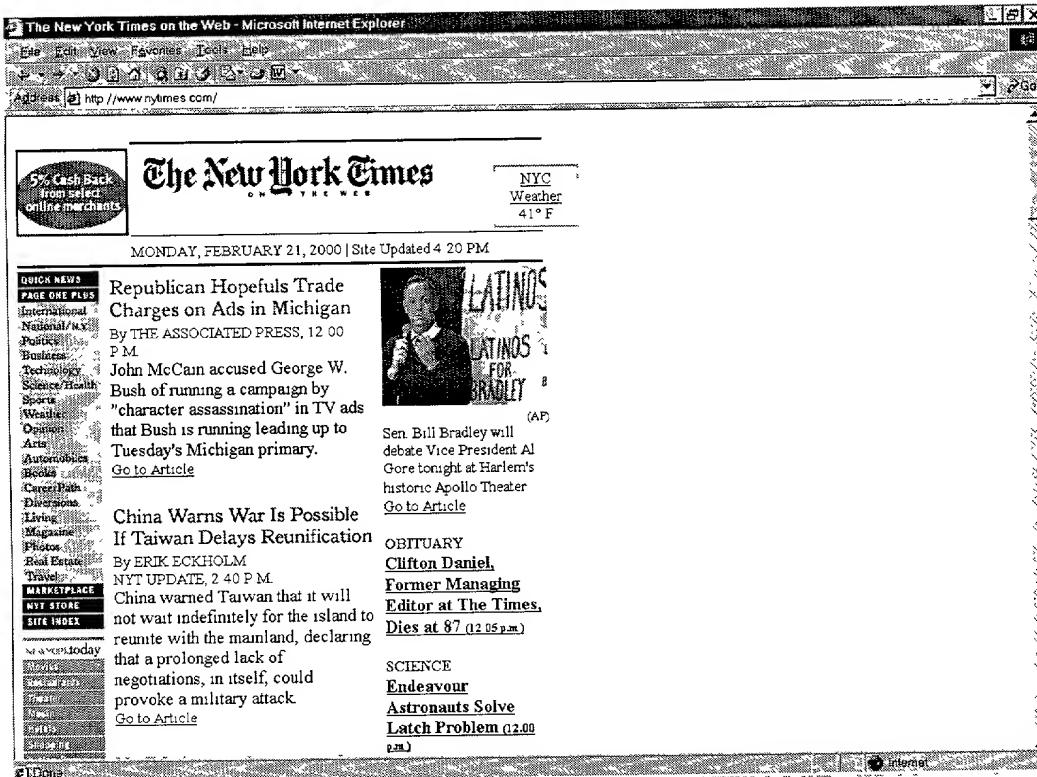 The New York Times on the Web - Microsoft Internet Explorer
File Edit View Favorites Tools Help
Address http //www nytimes com/
Go
5% Cash Back
from select
online merchants
The New York Times
ON THE WEB
NYC
Weather
41° F
MONDAY, FEBRUARY 21, 2000 | Site Updated 4 20 PM
QUICK NEWS
PAGE ONE PLUS
International
National/N.Y.
Politics
Business
Technology
Science/Health
Sports
Weather
Opinion
Arts
Automobiles
Books
CareerPath
Diversions
Living
Magazine
Photos
Real Estate
Travel
MARKETPLACE
NYT STORE
SITE INDEX
today
Movies
Restaurants
Theater
Music
Hotels
Shopping
Republican Hopefuls Trade
Charges on Ads in Michigan
By THE ASSOCIATED PRESS, 12 00
P M.
John McCain accused George W.
Bush of running a campaign by
"character assassination" in TV ads
that Bush is running leading up to
Tuesday's Michigan primary.
Go to Article
China Warns War Is Possible
If Taiwan Delays Reunification
By ERIK ECKHOLM
NYT UPDATE, 2 40 P M.
China warned Taiwan that it will
not wait indefinitely for the island to
reunite with the mainland, declaring
that a prolonged lack of
negotiations, in itself, could
provoke a military attack
Go to Article
LATINOS
LATINOS
FOR
BRADLEY
(AP)
Sen. Bill Bradley will
debate Vice President Al
Gore tonight at Harlem's
historic Apollo Theater
Go to Article
OBITUARY
Clifton Daniel,
Former Managing
Editor at The Times,
Dies at 87 (12 05 p.m.)
SCIENCE
Endeavour
Astronauts Solve
Latch Problem (12.00
p.m.)
Done
Internet